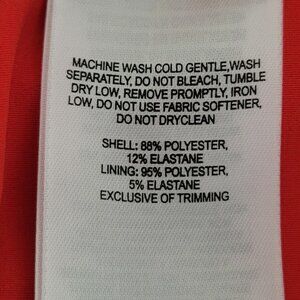 MACHINE WASH COLD GENTLE,WASH
SEPARATELY, DO NOT BLEACH, TUMBLE
DRY LOW, REMOVE PROMPTLY, IRON
LOW, DO NOT USE FABRIC SOFTENER,
DO NOT DRYCLEAN
SHELL: 88% POLYESTER,
12% ELASTANE
LINING: 95% POLYESTER,
5% ELASTANE
EXCLUSIVE OF TRIMMING